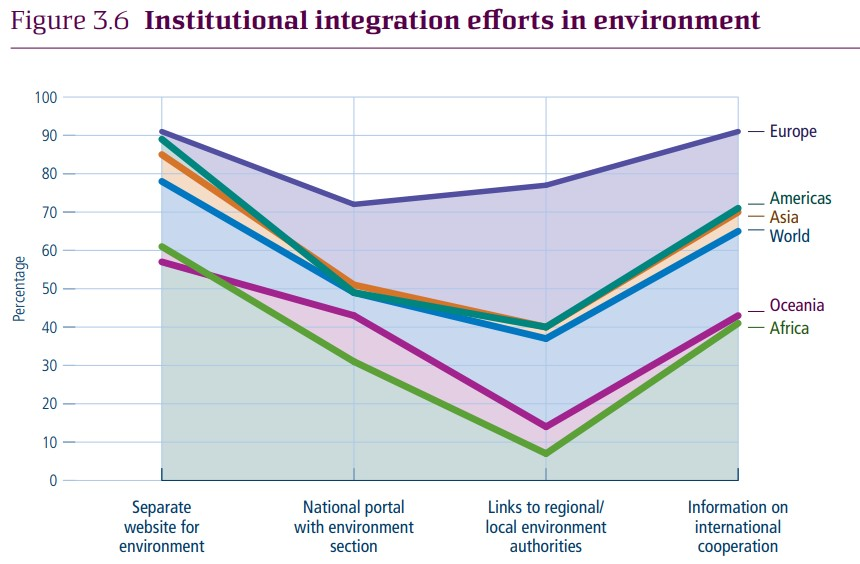 Figure 3.6 Institutional integration efforts in environment
100
90
80
70
60
50
40
30
20
10
0
Percentage
Europe
Americas
Asia
World
Oceania
Africa
Separate
website for
environment
National portal
with environment
section
Links to regional/
local environment
authorities
Information on
international
cooperation